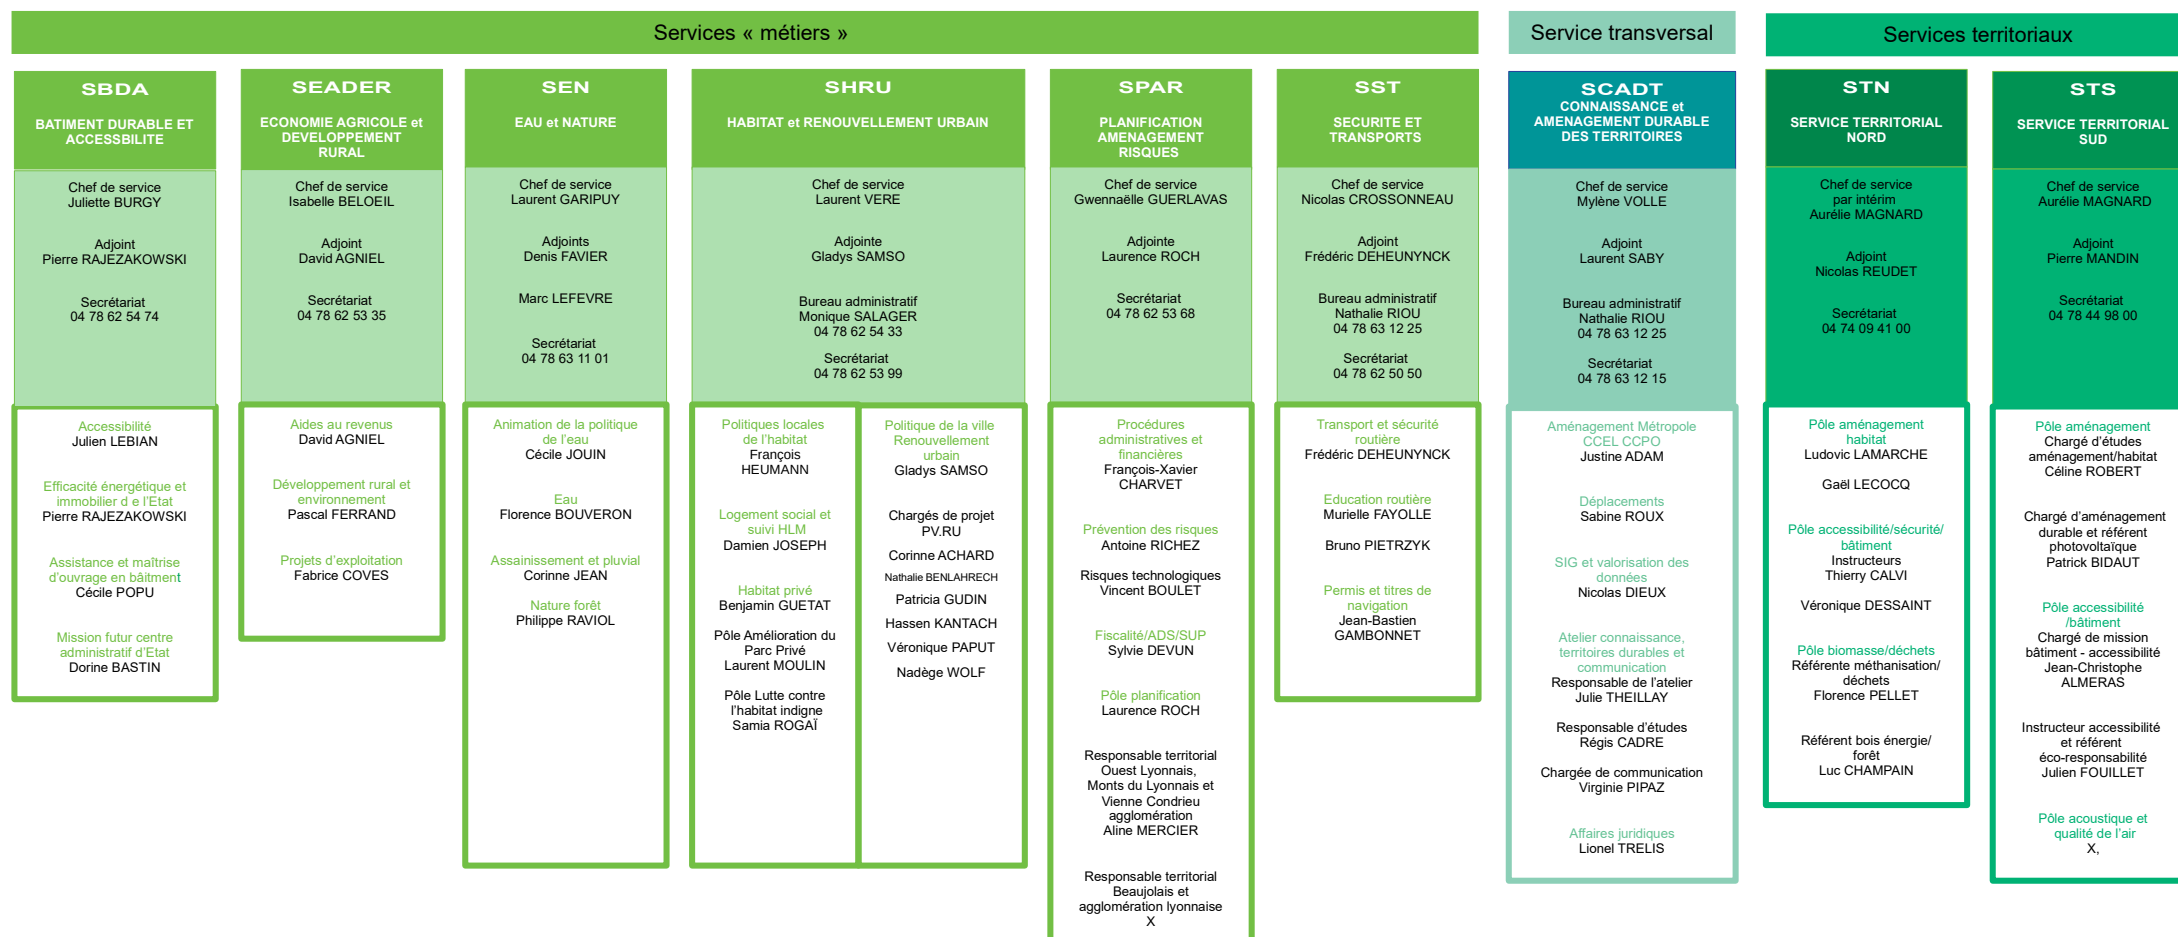 Services « métiers »
Service transversal
Services territoriaux
SBDA
BATIMENT DURABLE ET
ACCESSBILITE
Chef de service
Juliette BURGY
Adjoint
Pierre RAJEZAKOWSKI
Secrétariat
04 78 62 54 74
Accessibilité
Julien LEBIAN
Efficacité énergétique et
immobilier d e l'Etat
Pierre RAJEZAKOWSKI
Assistance et maîtrise
d'ouvrage en bâitment
Cécile POPU
Mission futur centre
administratif d'Etat
Dorine BASTIN
SEADER
ECONOMIE AGRICOLE et
DEVELOPPEMENT
RURAL
Chef de service
Isabelle BELOEIL
Adjoint
David AGNIEL
Secrétariat
04 78 62 53 35
Aides au revenus
David AGNIEL
Développement rural et
environnement
Pascal FERRAND
Projets d'exploitation
Fabrice COVES
SEN
EAU et NATURE
Chef de service
Laurent GARIPUY
Adjoints
Denis FAVIER
Marc LEFEVRE
Secrétariat
04 78 63 11 01
Animation de la politique
de l'eau
Cécile JOUIN
Eau
Florence BOUVERON
Assainissement et pluvial
Corinne JEAN
Nature forêt
Philippe RAVIOL
SHRU
HABITAT et RENOUVELLEMENT URBAIN
Chef de service
Laurent VERE
Adjointe
Gladys SAMSO
Bureau administratif
Monique SALAGER
04 78 62 54 33
Secrétariat
04 78 62 53 99
Politiques locales
de l'habitat
François
HEUMANN
Logement social et
suivi HLM
Damien JOSEPH
Habitat privé
Benjamin GUETAT
Pôle Amélioration du
Parc Privé
Laurent MOULIN
Pôle Lutte contre
l'habitat indigne
Samia ROGAÏ
Politique de la ville
Renouvellement
urbain
Gladys SAMSO
Chargés de projet
PV.RU
Corinne ACHARD
Nathalie BENLAHRECH
Patricia GUDIN
Hassen KANTACH
Véronique PAPUT
Nadège WOLF
SPAR
PLANIFICATION
AMENAGEMENT
RISQUES
Chef de service
Gwennaëlle GUERLAVAS
Adjointe
Laurence ROCH
Secrétariat
04 78 62 53 68
Procédures
administratives et
financières
François-Xavier
CHARVET
Prévention des risques
Antoine RICHEZ
Risques technologiques
Vincent BOULET
Fiscalité/ADS/SUP
Sylvie DEVUN
Pôle planification
Laurence ROCH
Responsable territorial
Ouest Lyonnais,
Monts du Lyonnais et
Vienne Condrieu
agglomération
Aline MERCIER
Responsable territorial
Beaujolais et
agglomération lyonnaise
X
SST
SECURITE ET
TRANSPORTS
Chef de service
Nicolas CROSSONNEAU
Adjoint
Frédéric DEHEUNYNCK
Bureau administratif
Nathalie RIOU
04 78 63 12 25
Secrétariat
04 78 62 50 50
Transport et sécurité
routière
Frédéric DEHEUNYNCK
Education routière
Murielle FAYOLLE
Bruno PIETRZYK
Permis et titres de
navigation
Jean-Bastien
GAMBONNET
SCADT
CONNAISSANCE et
AMENAGEMENT DURABLE
DES TERRITOIRES
Chef de service
Mylène VOLLE
Adjoint
Laurent SABY
Bureau administratif
Nathalie RIOU
04 78 63 12 25
Secrétariat
04 78 63 12 15
Aménagement Métropole
CCEL CCPO
Justine ADAM
Déplacements
Sabine ROUX
SIG et valorisation des
données
Nicolas DIEUX
Atelier connaissance,
territoires durables et
communication
Responsable de l'atelier
Julie THEILLAY
Responsable d'études
Régis CADRE
Chargée de communication
Virginie PIPAZ
Affaires juridiques
Lionel TRELIS
STN
SERVICE TERRITORIAL
NORD
Chef de service
par intérim
Aurélie MAGNARD
Adjoint
Nicolas REUDET
Secrétariat
04 74 09 41 00
Pôle aménagement
habitat
Ludovic LAMARCHE
Gaël LECOCQ
Pôle accessibilité/sécurité/
bâtiment
Instructeurs
Thierry CALVI
Véronique DESSAINT
Pôle biomasse/déchets
Référente méthanisation/
déchets
Florence PELLET
Référent bois énergie/
forêt
Luc CHAMPAIN
STS
SERVICE TERRITORIAL
SUD
Chef de service
Aurélie MAGNARD
Adjoint
Pierre MANDIN
Secrétariat
04 78 44 98 00
Pôle aménagement
Chargé d'études
aménagement/habitat
Céline ROBERT
Chargé d'aménagement
durable et référent
photovoltaïque
Patrick BIDAUT
Pôle accessibilité
/bâtiment
Chargé de mission
bâtiment - accessibilité
Jean-Christophe
ALMERAS
Instructeur accessibilité
et référent
éco-responsabilité
Julien FOUILLET
Pôle acoustique et
qualité de l'air
X,